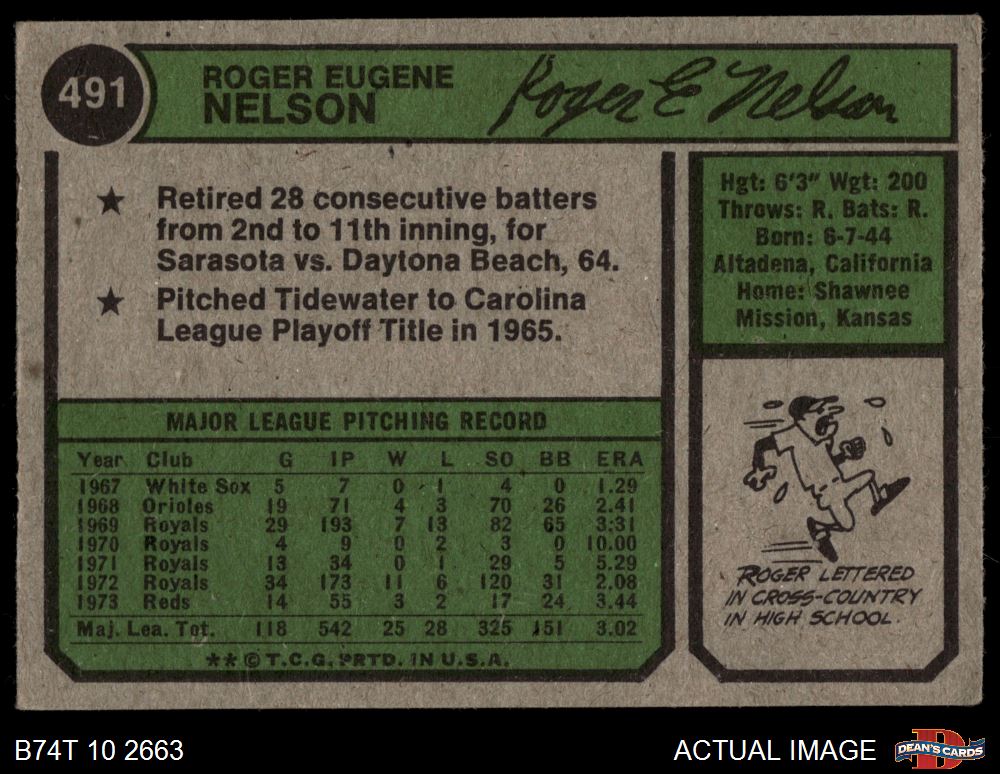 491
ROGER EUGENE
NELSON
Roger E Nelson
★ Retired 28 consecutive batters
from 2nd to 11th inning, for
Sarasota vs. Daytona Beach, 64.
★ Pitched Tidewater to Carolina
League Playoff Title in 1965.
Hgt: 6'3" Wgt: 200
Throws: R. Bats: R.
Born: 6-7-44
Altadena, California
Home: Shawnee
Mission, Kansas
MAJOR LEAGUE PITCHING RECORD
Year Club G IP W L SO BB ERA
1967 White Sox 5 7 0 1 4 0 1.29
1968 Orioles 19 71 4 3 70 26 2.41
1969 Royals 29 193 7 13 82 65 3.31
1970 Royals 4 9 0 2 3 0 10.00
1971 Royals 13 34 0 1 29 5 5.29
1972 Royals 34 173 11 6 120 31 2.08
1973 Reds 14 55 3 2 17 24 3.44
Maj. Lea. Tot. 118 542 25 28 325 151 3.02
** © T.C.G. PRTD. IN U.S.A.
ROGER LETTERED
IN CROSS-COUNTRY
IN HIGH SCHOOL.
B74T 10 2663
ACTUAL IMAGE
D
DEAN'S CARDS